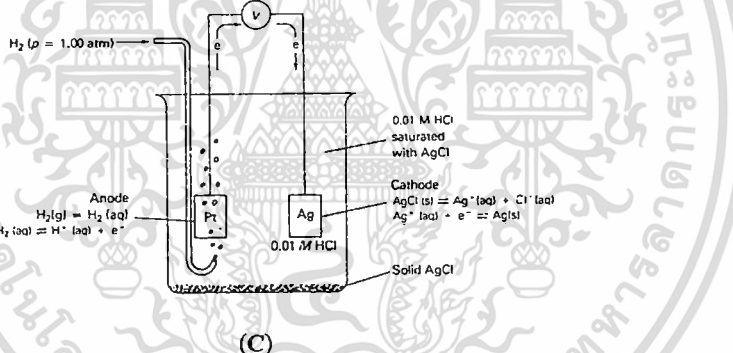 V
H₂ (p = 1.00 atm)
e
e
0.01 M HCl
saturated
with AgCl
Anode
H₂(g) = H₂ (aq)
H₂ (aq) ⇌ H⁺ (aq) + e⁻
Pt
Ag
0.01 M HCl
Cathode
AgCl (s) ⇌ Ag⁺ (aq) + Cl⁻ (aq)
Ag⁺ (aq) + e⁻ ⇌ Ag(s)
Solid AgCl
(C)